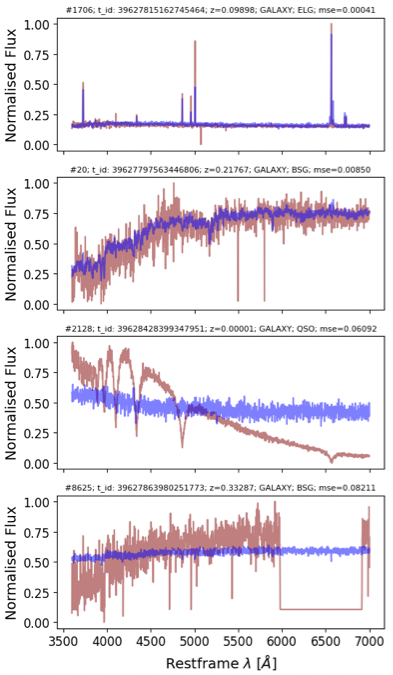 #1706; t_id: 39627815162745464; z=0.09898; GALAXY; ELG; mse=0.00041
1.00
0.75
0.50
0.25
0.00
Normalised Flux
#20; t_id: 39627797563446806; z=0.21767; GALAXY; BSG; mse=0.00850
1.00
0.75
0.50
0.25
0.00
Normalised Flux
#2128; t_id: 39628428399347951; z=0.00001; GALAXY; QSO; mse=0.06092
1.00
0.75
0.50
0.25
0.00
Normalised Flux
#8625; t_id: 39627863980251773; z=0.33287; GALAXY; BSG; mse=0.08211
1.00
0.75
0.50
0.25
0.00
Normalised Flux
3500 4000 4500 5000 5500 6000 6500 7000
Restframe λ [Å]